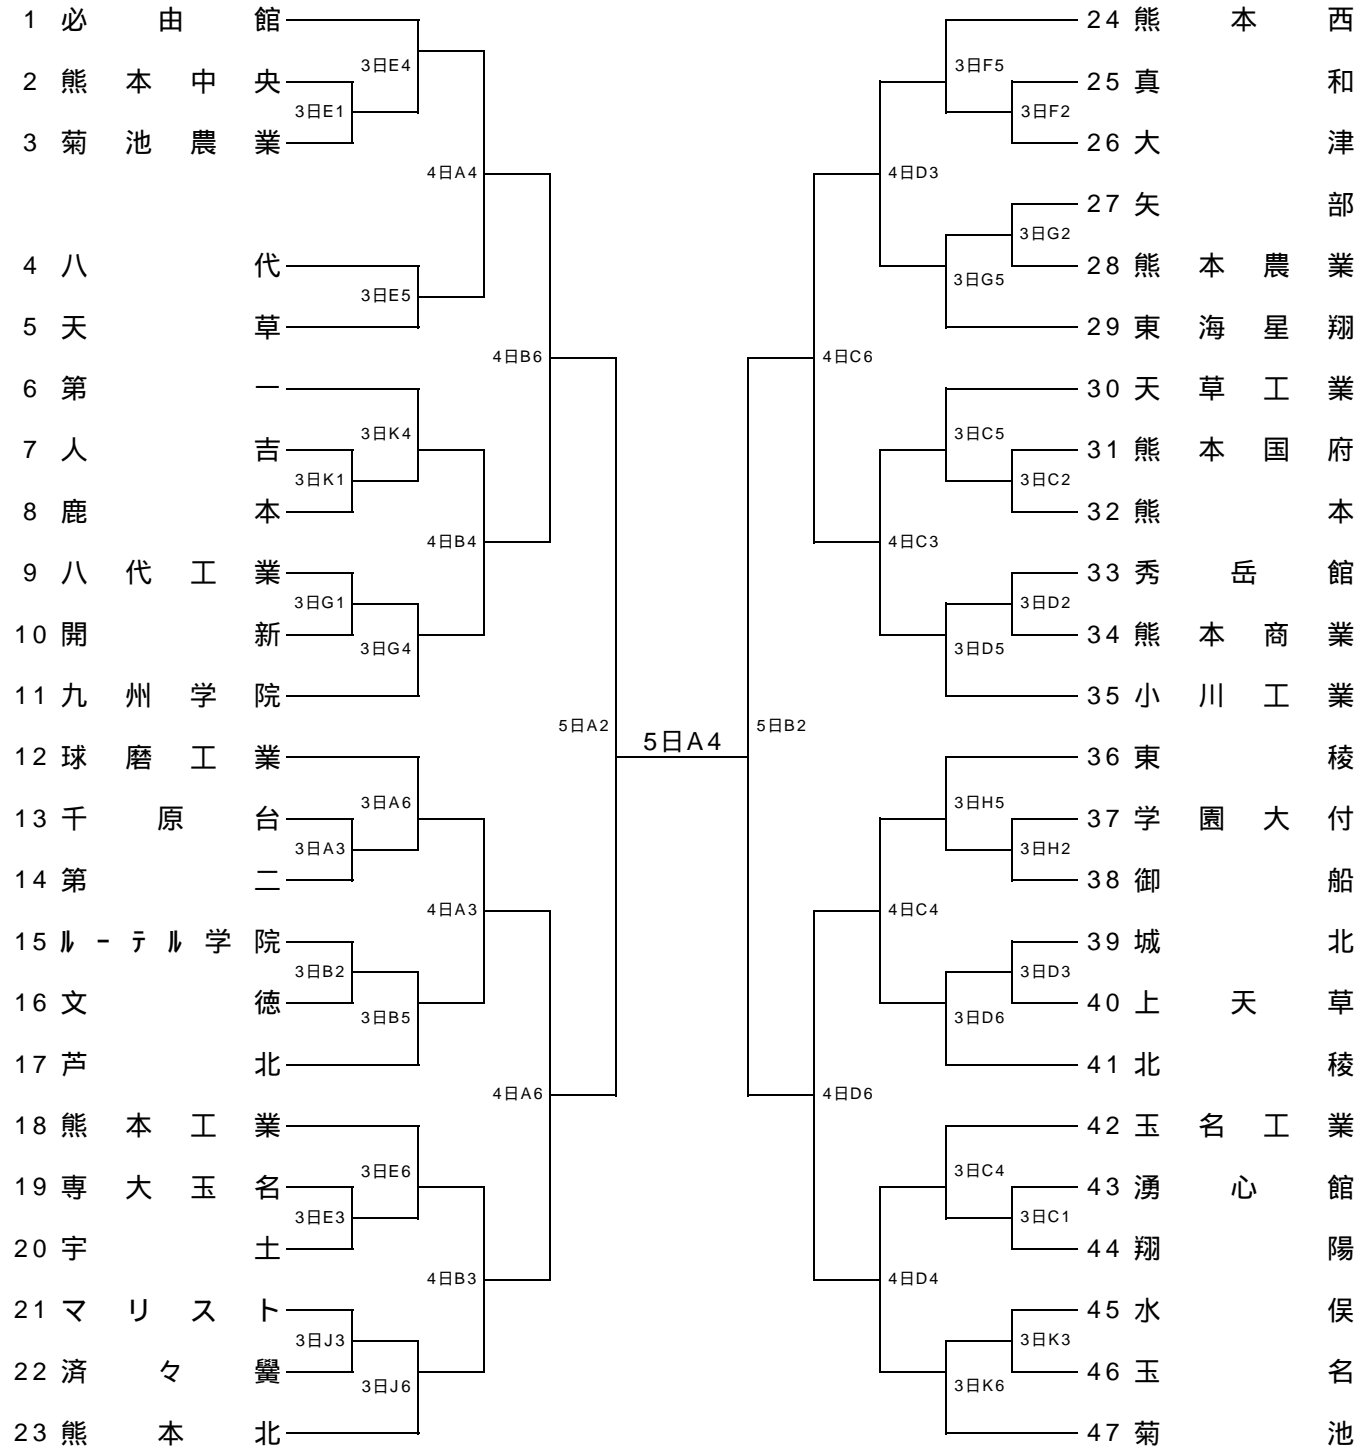 1 必由館
3日E4
2 熊本中央
3日E1
3 菊池農業
4日A4
4 八代
3日E5
5 天草
4日B6
6 第一
3日K4
7 人吉
3日K1
8 鹿本
4日B4
9 八代工業
3日G1
10 開新
3日G4
11 九州学院
5日A2
12 球磨工業
3日A6
13 千原台
3日A3
14 第二
4日A3
15 ルーテル学院
3日B2
16 文徳
3日B5
17 芦北
4日A6
18 熊本工業
3日E6
19 専大玉名
3日E3
20 宇土
4日B3
21 マリスト
3日J3
22 済々黌
3日J6
23 熊本北
5日A4
24 熊本西
3日F5
25 真和
3日F2
26 大津
4日D3
27 矢部
3日G2
28 熊本農業
3日G5
29 東海星翔
4日C6
30 天草工業
3日C5
31 熊本国府
3日C2
32 熊本
4日C3
33 秀岳館
3日D2
34 熊本商業
3日D5
35 小川工業
5日B2
36 東稜
3日H5
37 学園大付
3日H2
38 御船
4日C4
39 城北
3日D3
40 上天草
3日D6
41 北稜
4日D6
42 玉名工業
3日C4
43 湧心館
3日C1
44 翔陽
4日D4
45 水俣
3日K3
46 玉名
3日K6
47 菊池